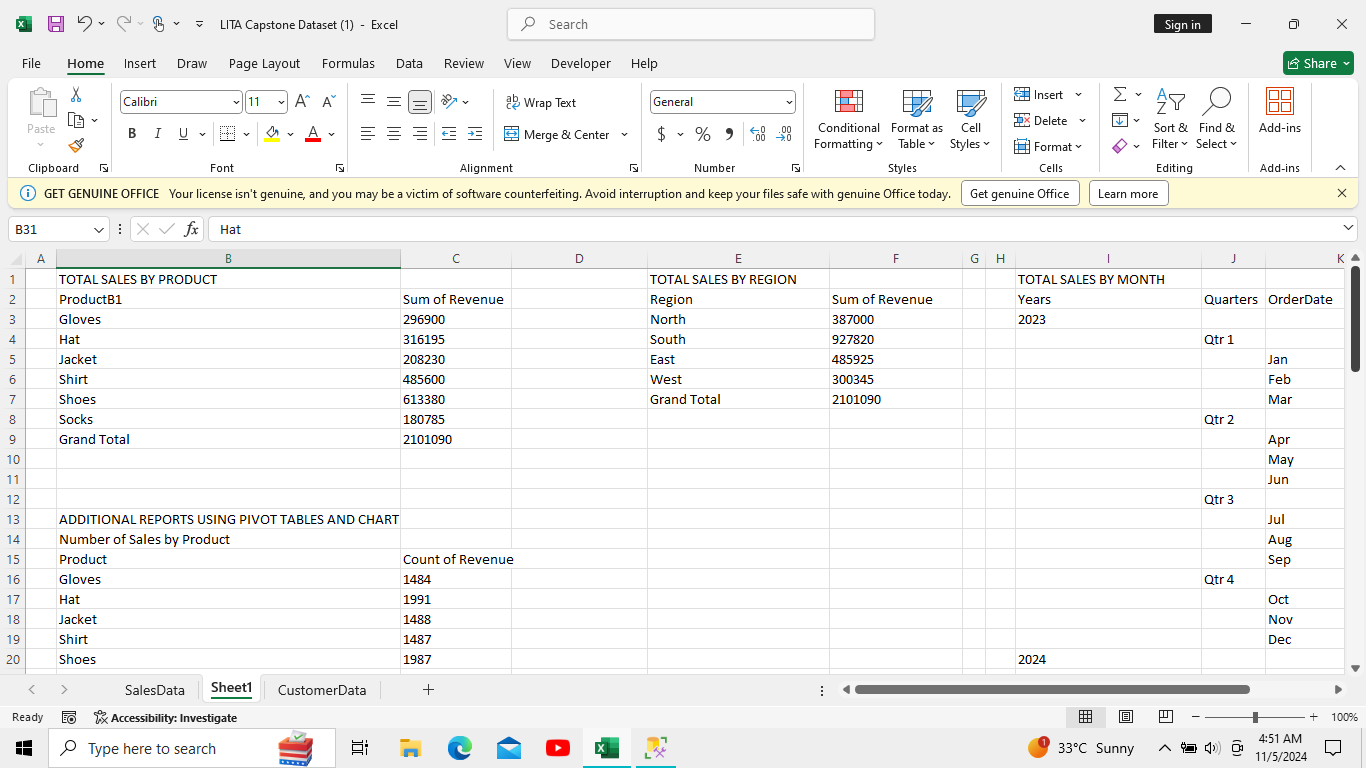 LITA Capstone Dataset (1) - Excel
Search
Sign in
File Home Insert Draw Page Layout Formulas Data Review View Developer Help
Share
Paste
Calibri 11
Wrap Text
General
B I U
Merge & Center
Conditional Formatting
Format as Table
Cell Styles
Insert
Delete
Format
Sort & Filter
Find & Select
Add-ins
Clipboard Font Alignment Number Styles Cells Editing Add-ins
GET GENUINE OFFICE Your license isn't genuine, and you may be a victim of software counterfeiting. Avoid interruption and keep your files safe with genuine Office today. Get genuine Office Learn more
B31 fx Hat
A B C D E F G H I J K
1 TOTAL SALES BY PRODUCT TOTAL SALES BY REGION TOTAL SALES BY MONTH
2 ProductB1 Sum of Revenue Region Sum of Revenue Years Quarters OrderDate
3 Gloves 296900 North 387000 2023
4 Hat 316195 South 927820 Qtr 1
5 Jacket 208230 East 485925 Jan
6 Shirt 485600 West 300345 Feb
7 Shoes 613380 Grand Total 2101090 Mar
8 Socks 180785 Qtr 2
9 Grand Total 2101090 Apr
10 May
11 Jun
12 Qtr 3
13 ADDITIONAL REPORTS USING PIVOT TABLES AND CHART Jul
14 Number of Sales by Product Aug
15 Product Count of Revenue Sep
16 Gloves 1484 Qtr 4
17 Hat 1991 Oct
18 Jacket 1488 Nov
19 Shirt 1487 Dec
20 Shoes 1987 2024
SalesData Sheet1 CustomerData
Ready Accessibility: Investigate 100%
Type here to search
1 33°C Sunny
4:51 AM
11/5/2024